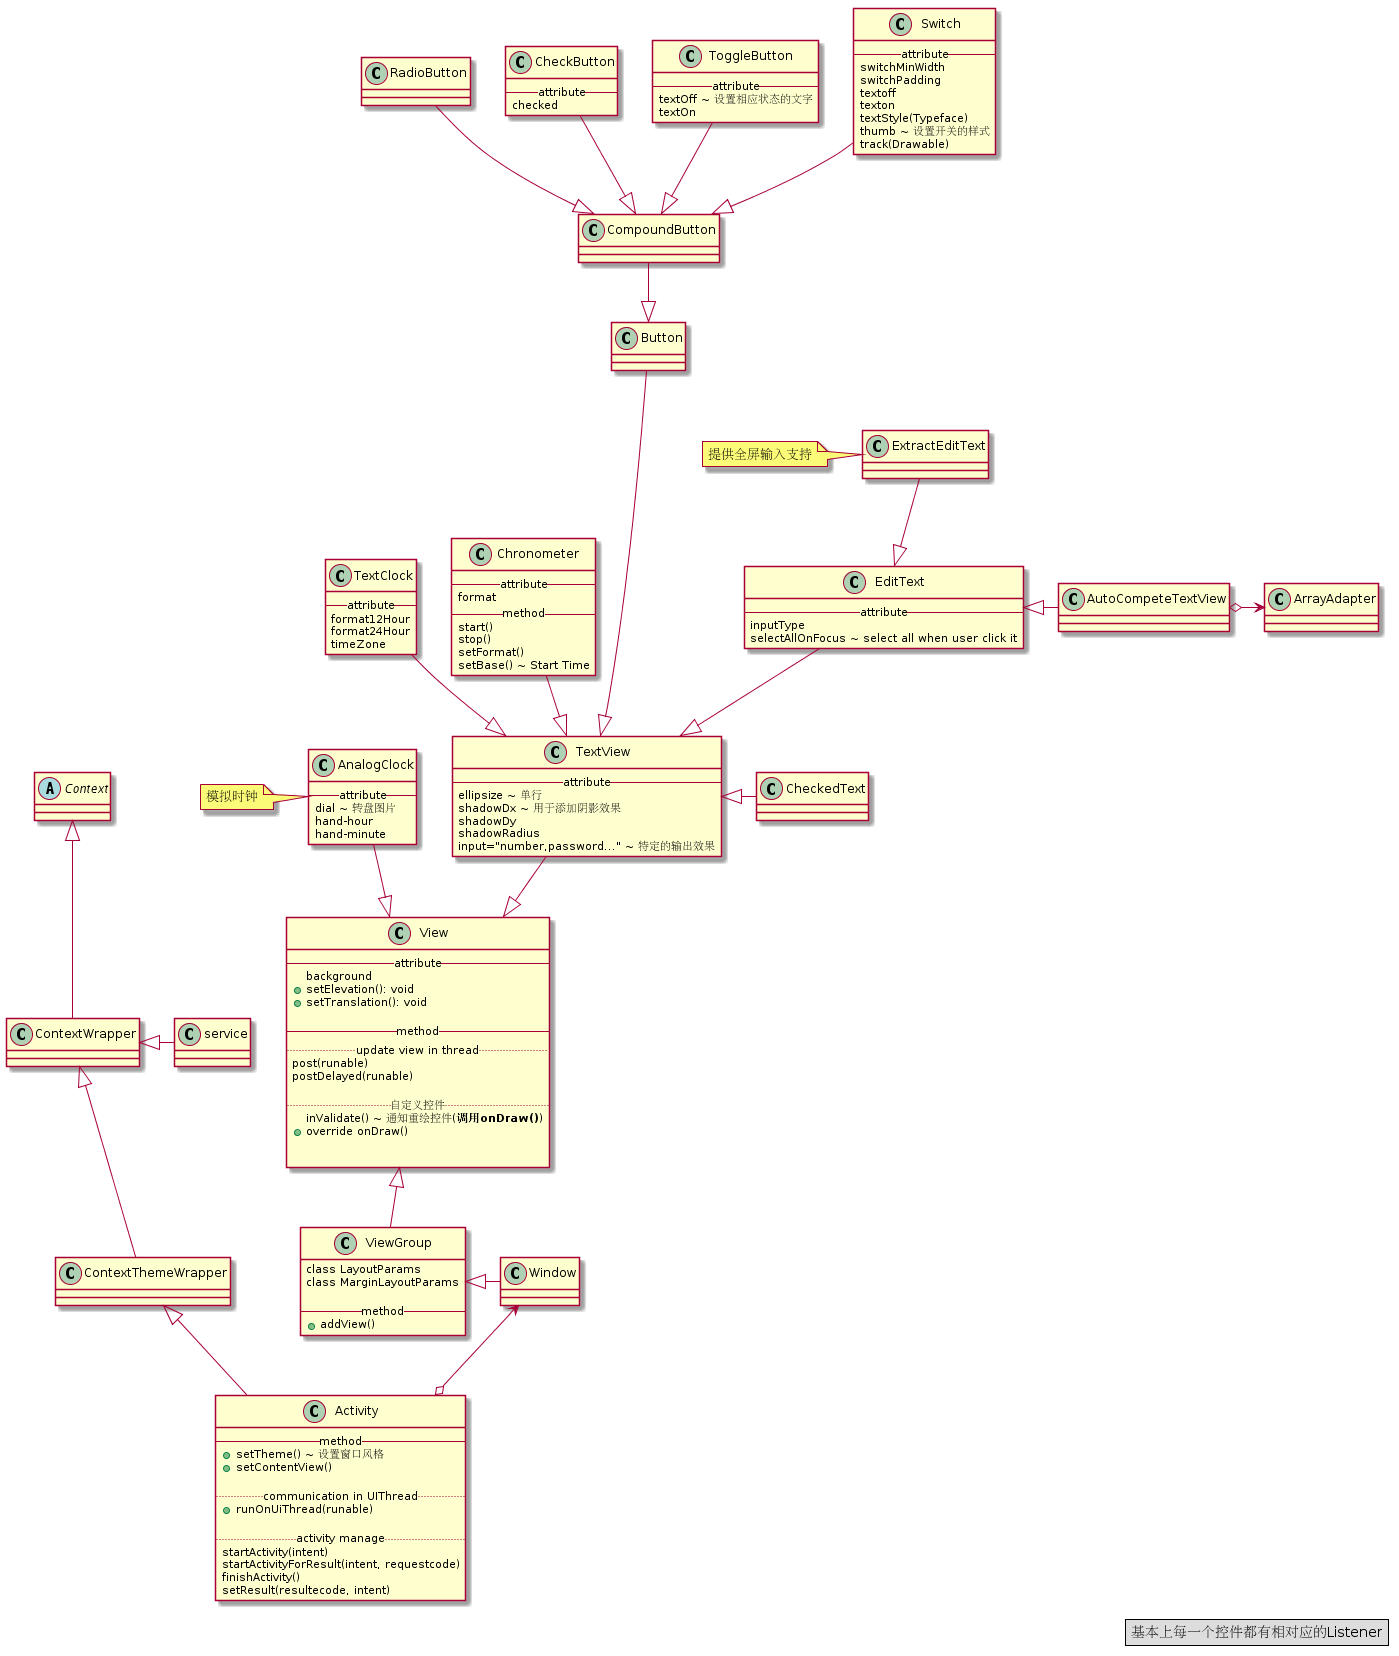 C Switch
attribute
switchMinWidth
switchPadding
textoff
texton
textStyle(Typeface)
thumb ~ 设置开关的样式
track(Drawable)
C ToggleButton
attribute
textOff ~ 设置相应状态的文字
textOn
C CheckButton
attribute
checked
C RadioButton
C CompoundButton
C Button
提供全屏输入支持
C ExtractEditText
C Chronometer
attribute
format
method
start()
stop()
setFormat()
setBase() ~ Start Time
C TextClock
attribute
format12Hour
format24Hour
timeZone
C EditText
attribute
inputType
selectAllOnFocus ~ select all when user click it
C AutoCompeteTextView
C ArrayAdapter
C TextView
attribute
ellipsize ~ 单行
shadowDx ~ 用于添加阴影效果
shadowDy
shadowRadius
input="number,password..." ~ 特定的输出效果
C CheckedText
C AnalogClock
attribute
dial ~ 转盘图片
hand-hour
hand-minute
模拟时钟
A Context
C View
attribute
background
setElevation(): void
setTranslation(): void
method
update view in thread
post(runable)
postDelayed(runable)
自定义控件
inValidate() ~ 通知重绘控件(调用onDraw())
override onDraw()
C ContextWrapper
C service
C ViewGroup
class LayoutParams
class MarginLayoutParams
method
addView()
C Window
C ContextThemeWrapper
C Activity
method
setTheme() ~ 设置窗口风格
setContentView()
communication in UIThread
runOnUiThread(runable)
activity manage
startActivity(intent)
startActivityForResult(intent, requestcode)
finishActivity()
setResult(resultecode, intent)
基本上每一个控件都有相对应的Listener